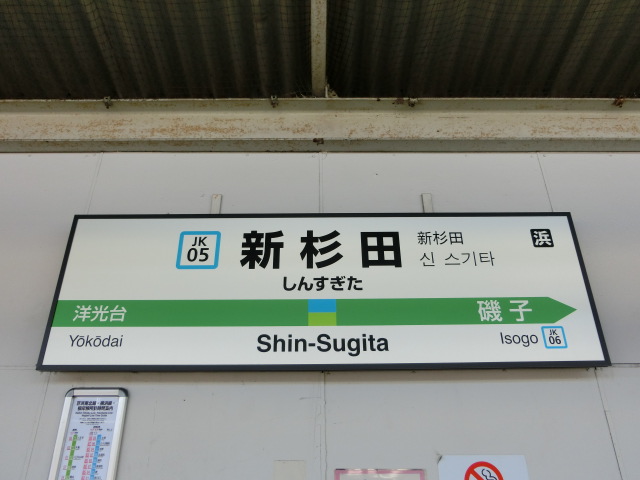 JK
05
新杉田
新杉田
신 스기타
浜
しんすぎた
洋光台
磯子
Yōkōdai
Shin-Sugita
Isogo
JK
06